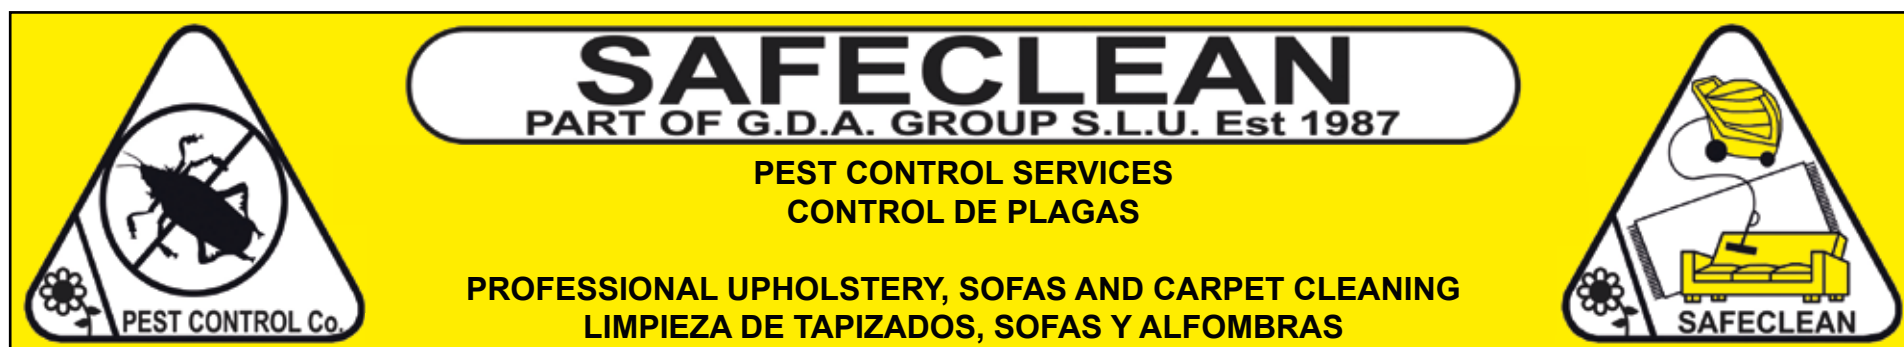 SAFECLEAN
PART OF G.D.A. GROUP S.L.U. Est 1987
PEST CONTROL SERVICES
CONTROL DE PLAGAS
PROFESSIONAL UPHOLSTERY, SOFAS AND CARPET CLEANING
LIMPIEZA DE TAPIZADOS, SOFAS Y ALFOMBRAS
PEST CONTROL Co.
SAFECLEAN